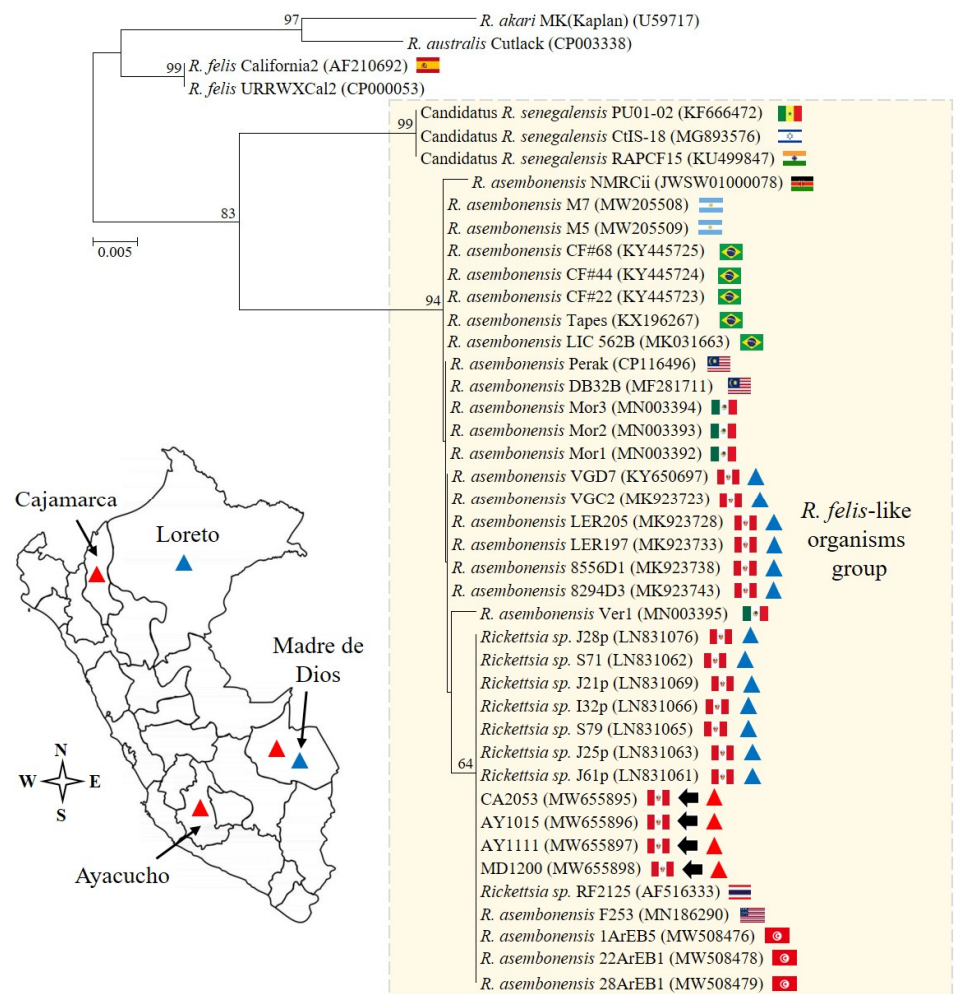 97
R. akari MK(Kaplan) (U59717)
R. australis Cutlack (CP003338)
99
R. felis California2 (AF210692)
R. felis URRWXCal2 (CP000053)
Candidatus R. senegalensis PU01-02 (KF666472)
99
Candidatus R. senegalensis CtIS-18 (MG893576)
Candidatus R. senegalensis RAPCF15 (KU499847)
R. asembonensis NMRCii (JWSW01000078)
R. asembonensis M7 (MW205508)
83
R. asembonensis M5 (MW205509)
0.005
R. asembonensis CF#68 (KY445725)
R. asembonensis CF#44 (KY445724)
R. asembonensis CF#22 (KY445723)
94
R. asembonensis Tapes (KX196267)
R. asembonensis LIC 562B (MK031663)
R. asembonensis Perak (CP116496)
R. asembonensis DB32B (MF281711)
R. asembonensis Mor3 (MN003394)
R. asembonensis Mor2 (MN003393)
R. asembonensis Mor1 (MN003392)
R. asembonensis VGD7 (KY650697)
R. asembonensis VGC2 (MK923723)
R. asembonensis LER205 (MK923728)
R. asembonensis LER197 (MK923733)
R. asembonensis 8556D1 (MK923738)
R. asembonensis 8294D3 (MK923743)
R. felis-like
organisms
group
R. asembonensis Ver1 (MN003395)
Rickettsia sp. J28p (LN831076)
Rickettsia sp. S71 (LN831062)
Rickettsia sp. J21p (LN831069)
Rickettsia sp. I32p (LN831066)
Rickettsia sp. S79 (LN831065)
Rickettsia sp. J25p (LN831063)
64
Rickettsia sp. J61p (LN831061)
CA2053 (MW655895)
AY1015 (MW655896)
AY1111 (MW655897)
MD1200 (MW655898)
Rickettsia sp. RF2125 (AF516333)
R. asembonensis F253 (MN186290)
R. asembonensis 1ArEB5 (MW508476)
R. asembonensis 22ArEB1 (MW508478)
R. asembonensis 28ArEB1 (MW508479)
Cajamarca
Loreto
Madre de
Dios
N
W E
S
Ayacucho